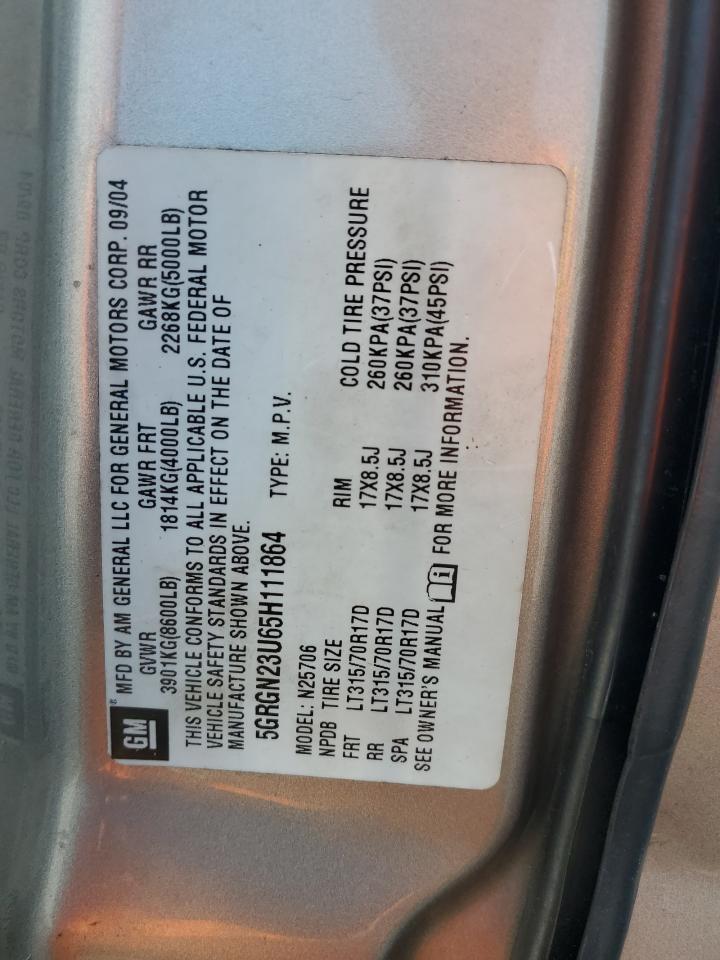 GM® MFD BY AM GENERAL LLC FOR GENERAL MOTORS CORP. 09/04
GVWR GAWR FRT GAWR RR
3901KG(8600LB) 1814KG(4000LB) 2268KG(5000LB)
THIS VEHICLE CONFORMS TO ALL APPLICABLE U.S. FEDERAL MOTOR
VEHICLE SAFETY STANDARDS IN EFFECT ON THE DATE OF
MANUFACTURE SHOWN ABOVE.
5GRGN23U65H111864 TYPE: M.P.V.
MODEL: N25706
NPDB TIRE SIZE RIM COLD TIRE PRESSURE
FRT LT315/70R17D 17X8.5J 260KPA(37PSI)
RR LT315/70R17D 17X8.5J 260KPA(37PSI)
SPA LT315/70R17D 17X8.5J 310KPA(45PSI)
SEE OWNER'S MANUAL FOR MORE INFORMATION.